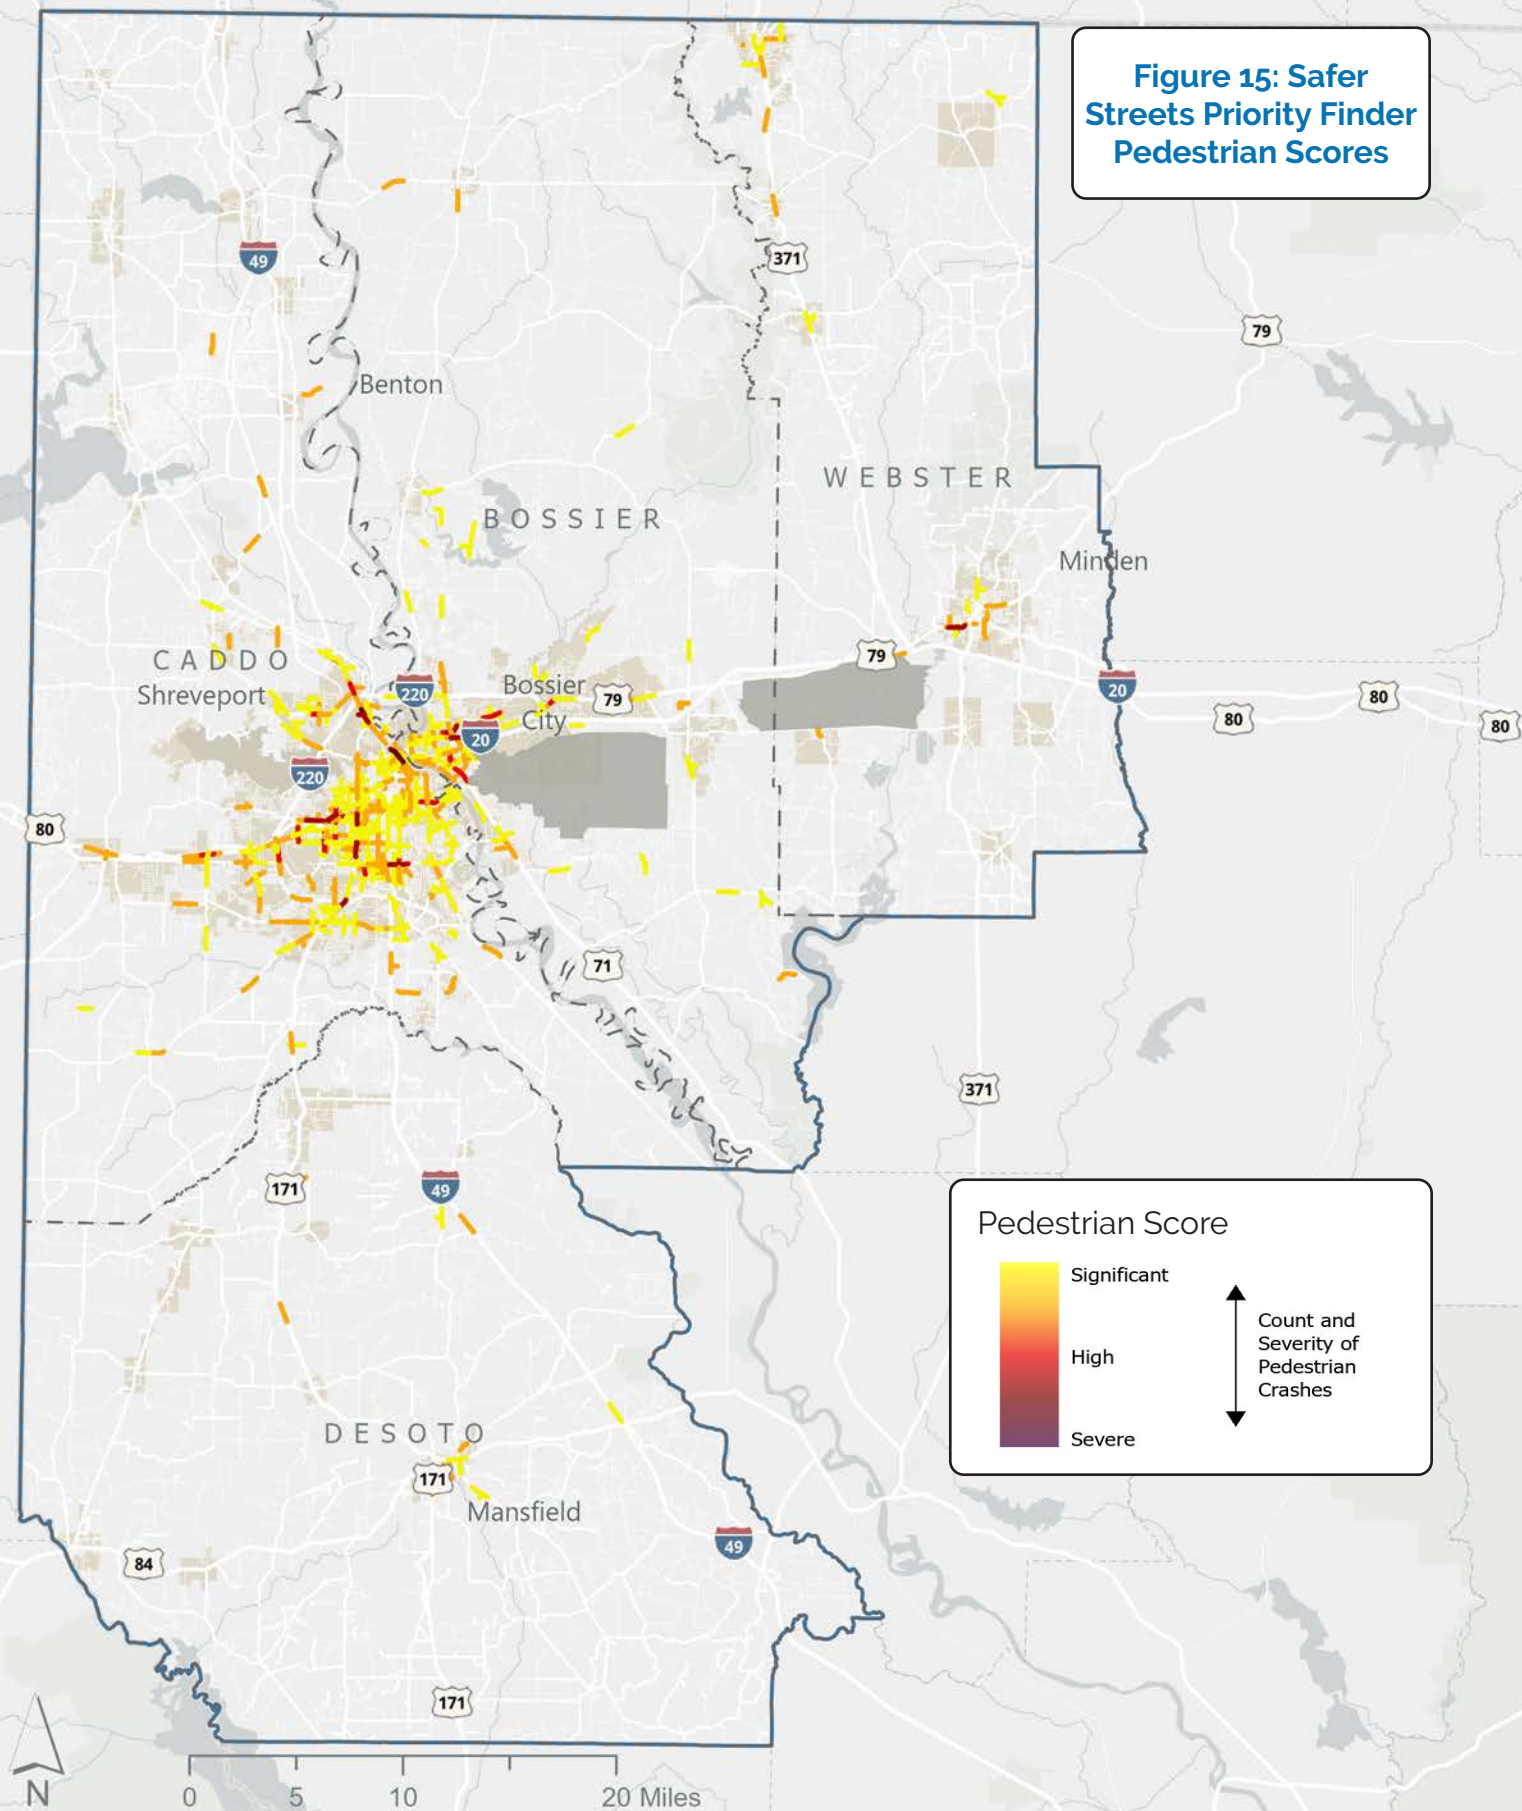 Figure 15: Safer
Streets Priority Finder
Pedestrian Scores
49
371
79
Benton
WEBSTER
BOSSIER
Minden
CADDO
Shreveport
79
220
Bossier
City
79
20
20
80
80
80
220
80
71
371
171
49
Pedestrian Score
Significant
High
Severe
Count and
Severity of
Pedestrian
Crashes
DESOTO
171
Mansfield
49
84
171
N
0 5 10 20 Miles